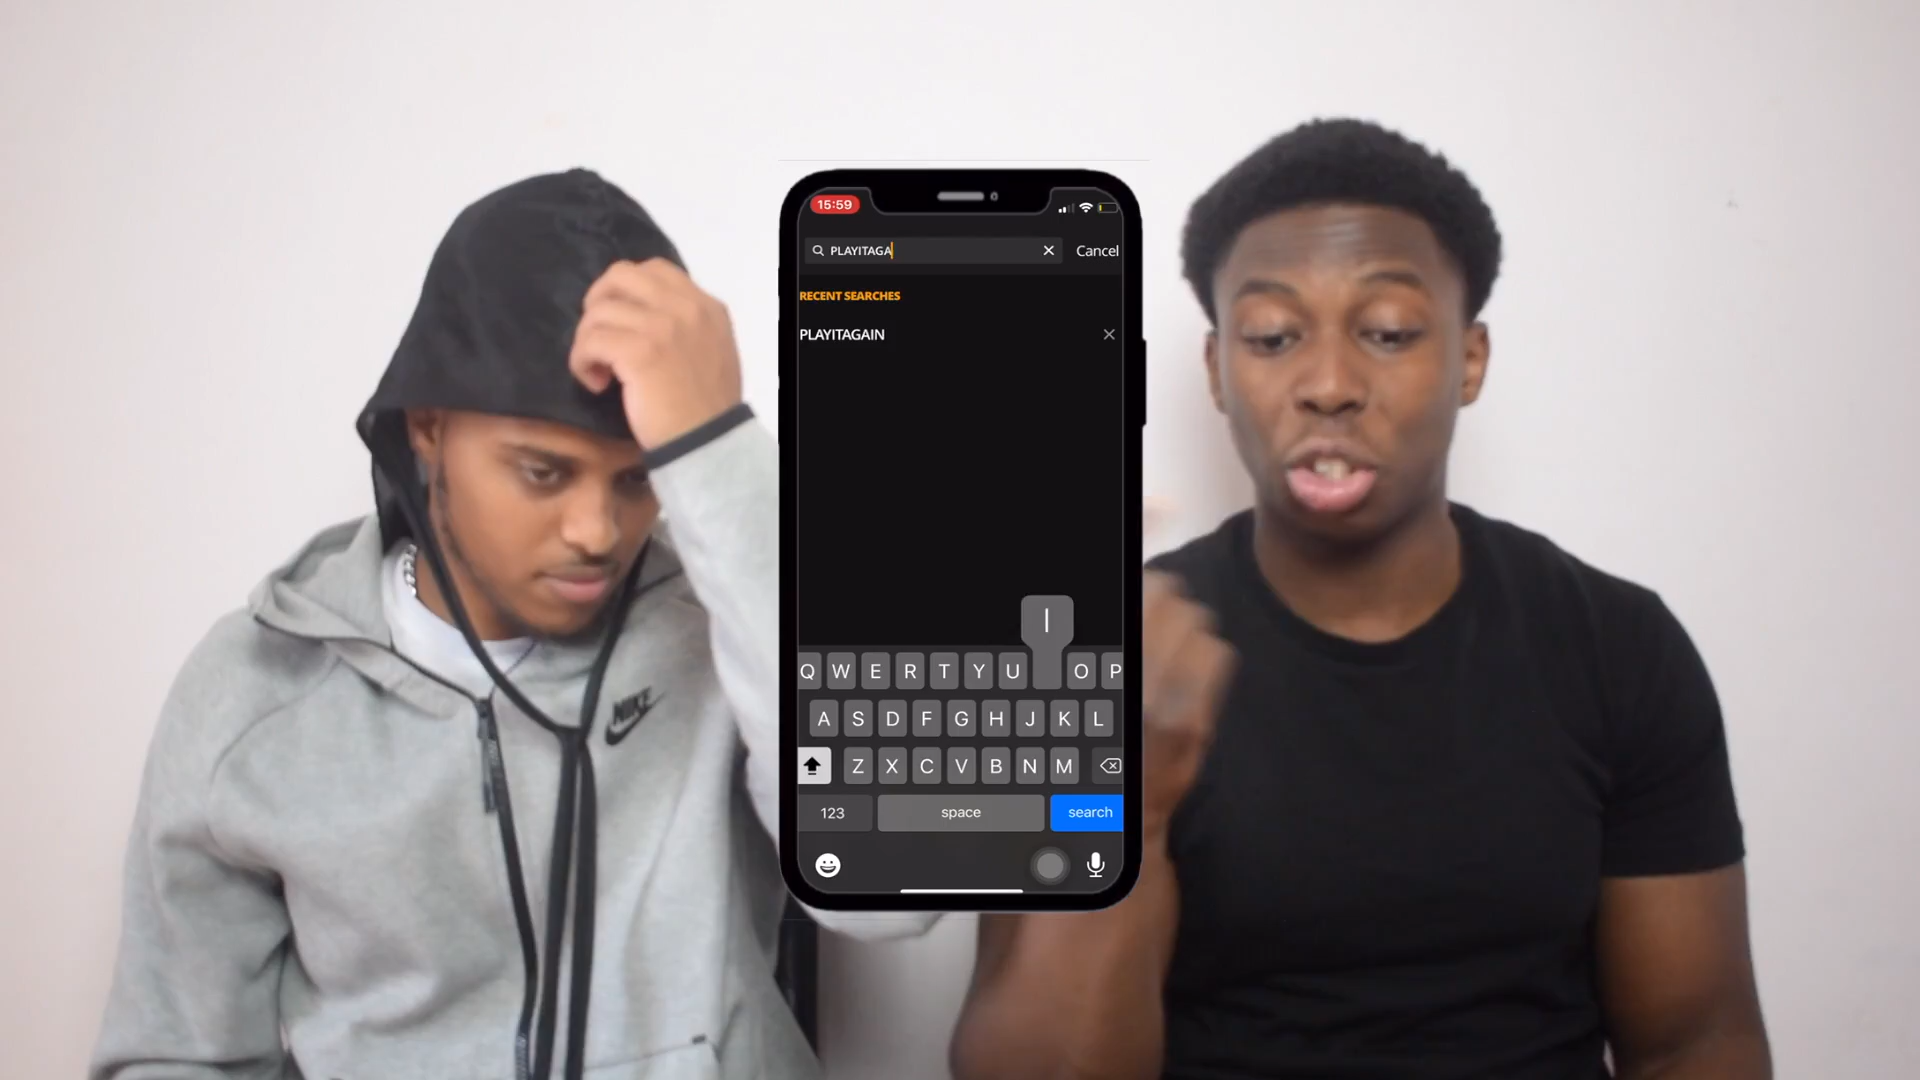 15:59
PLAYITAGA
Cancel
RECENT SEARCHES
PLAYITAGAIN
I
Q W E R T Y U O P
A S D F G H J K L
Z X C V B N M
123 space search
NIKE